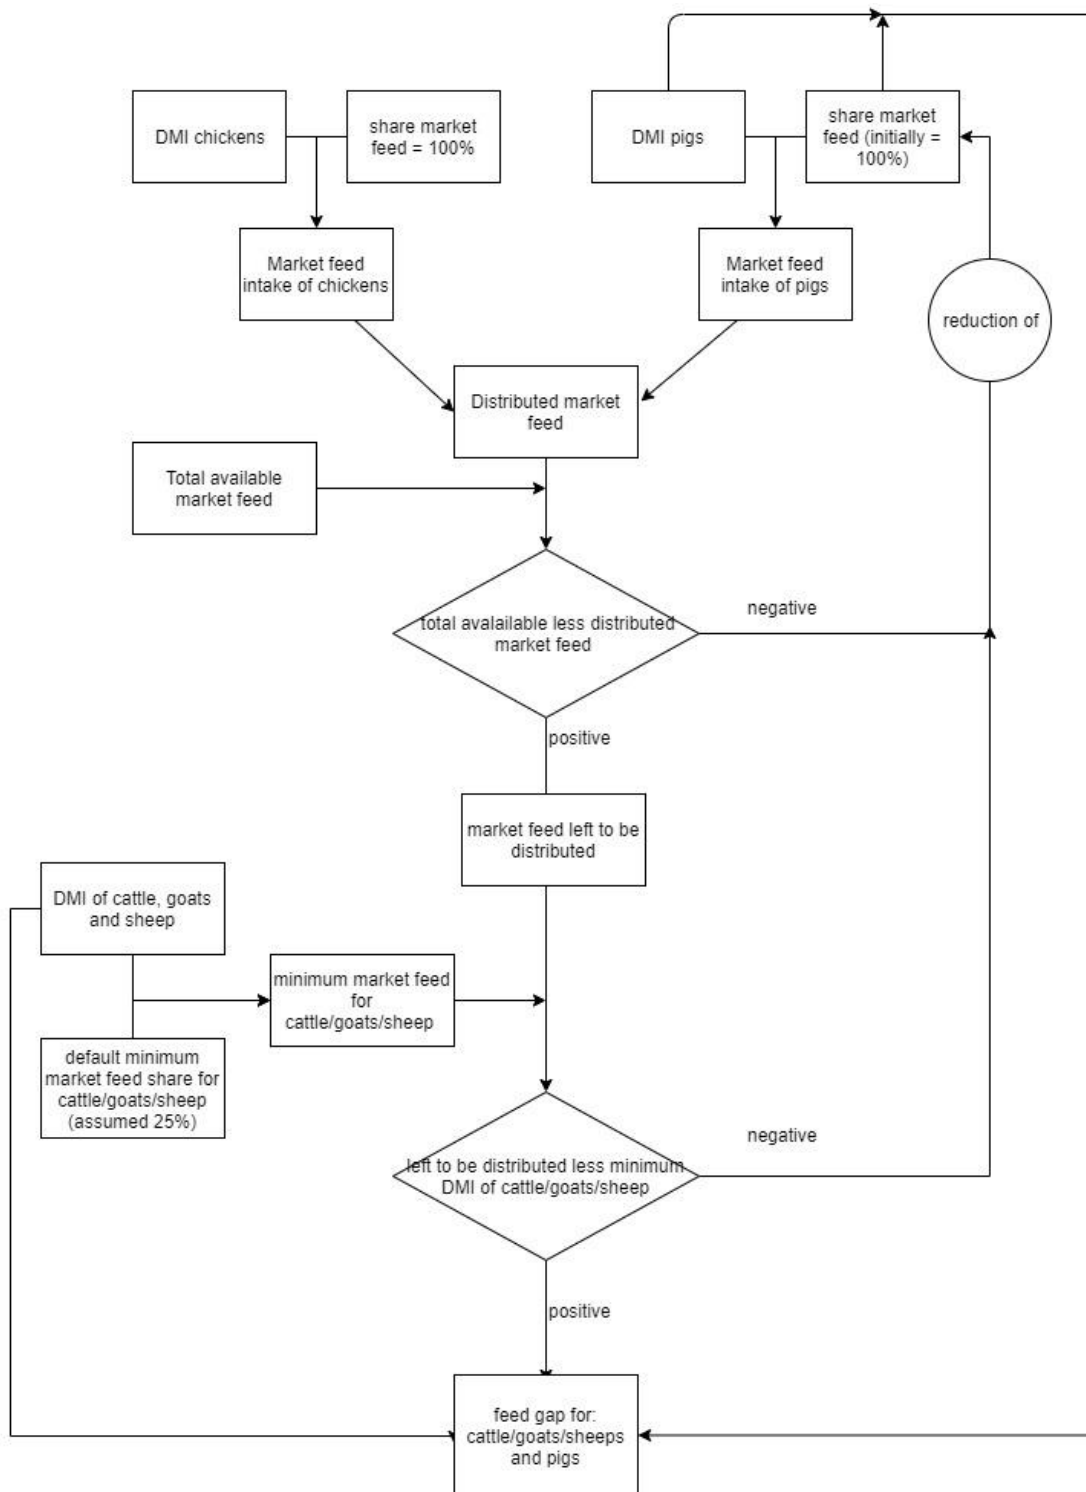 DMI chickens
share market
feed = 100%
DMI pigs
share market
feed (initially =
100%)
Market feed
intake of chickens
Market feed
intake of pigs
reduction of
Distributed market
feed
Total available
market feed
total avalailable less distributed
market feed
negative
positive
market feed left to be
distributed
DMI of cattle, goats
and sheep
minimum market feed
for
cattle/goats/sheep
default minimum
market feed share for
cattle/goats/sheep
(assumed 25%)
left to be distributed less minimum
DMI of cattle/goats/sheep
negative
positive
feed gap for:
cattle/goats/sheeps
and pigs